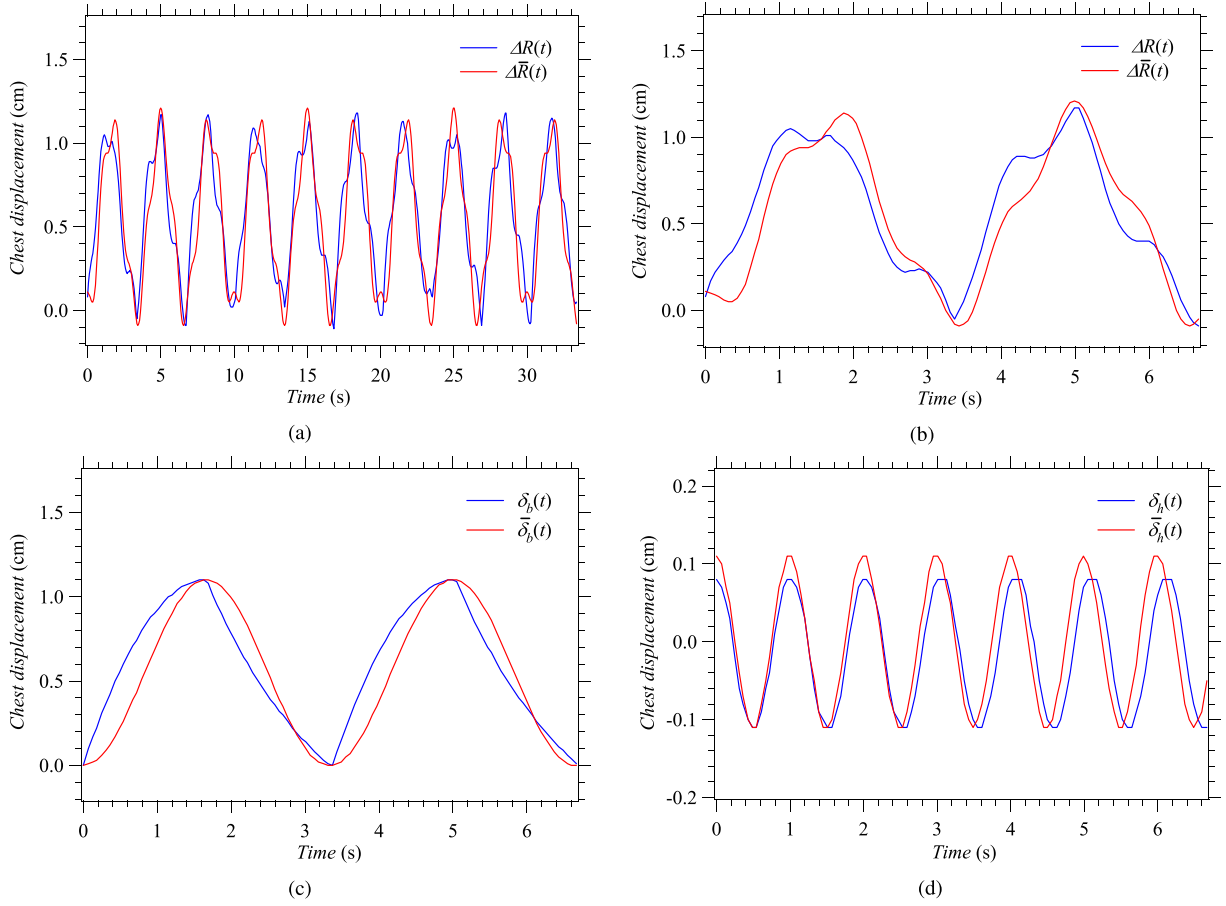 ΔR(t)
ΔR̅(t)
1.5
1.0
0.5
0.0
Chest displacement (cm)
0 5 10 15 20 25 30
Time (s)
(a)
ΔR(t)
ΔR̅(t)
1.5
1.0
0.5
0.0
Chest displacement (cm)
0 1 2 3 4 5 6
Time (s)
(b)
δ_b(t)
δ̅_b(t)
1.5
1.0
0.5
0.0
Chest displacement (cm)
0 1 2 3 4 5 6
Time (s)
(c)
δ_h(t)
δ̅_h(t)
0.2
0.1
0.0
-0.1
-0.2
Chest displacement (cm)
0 1 2 3 4 5 6
Time (s)
(d)